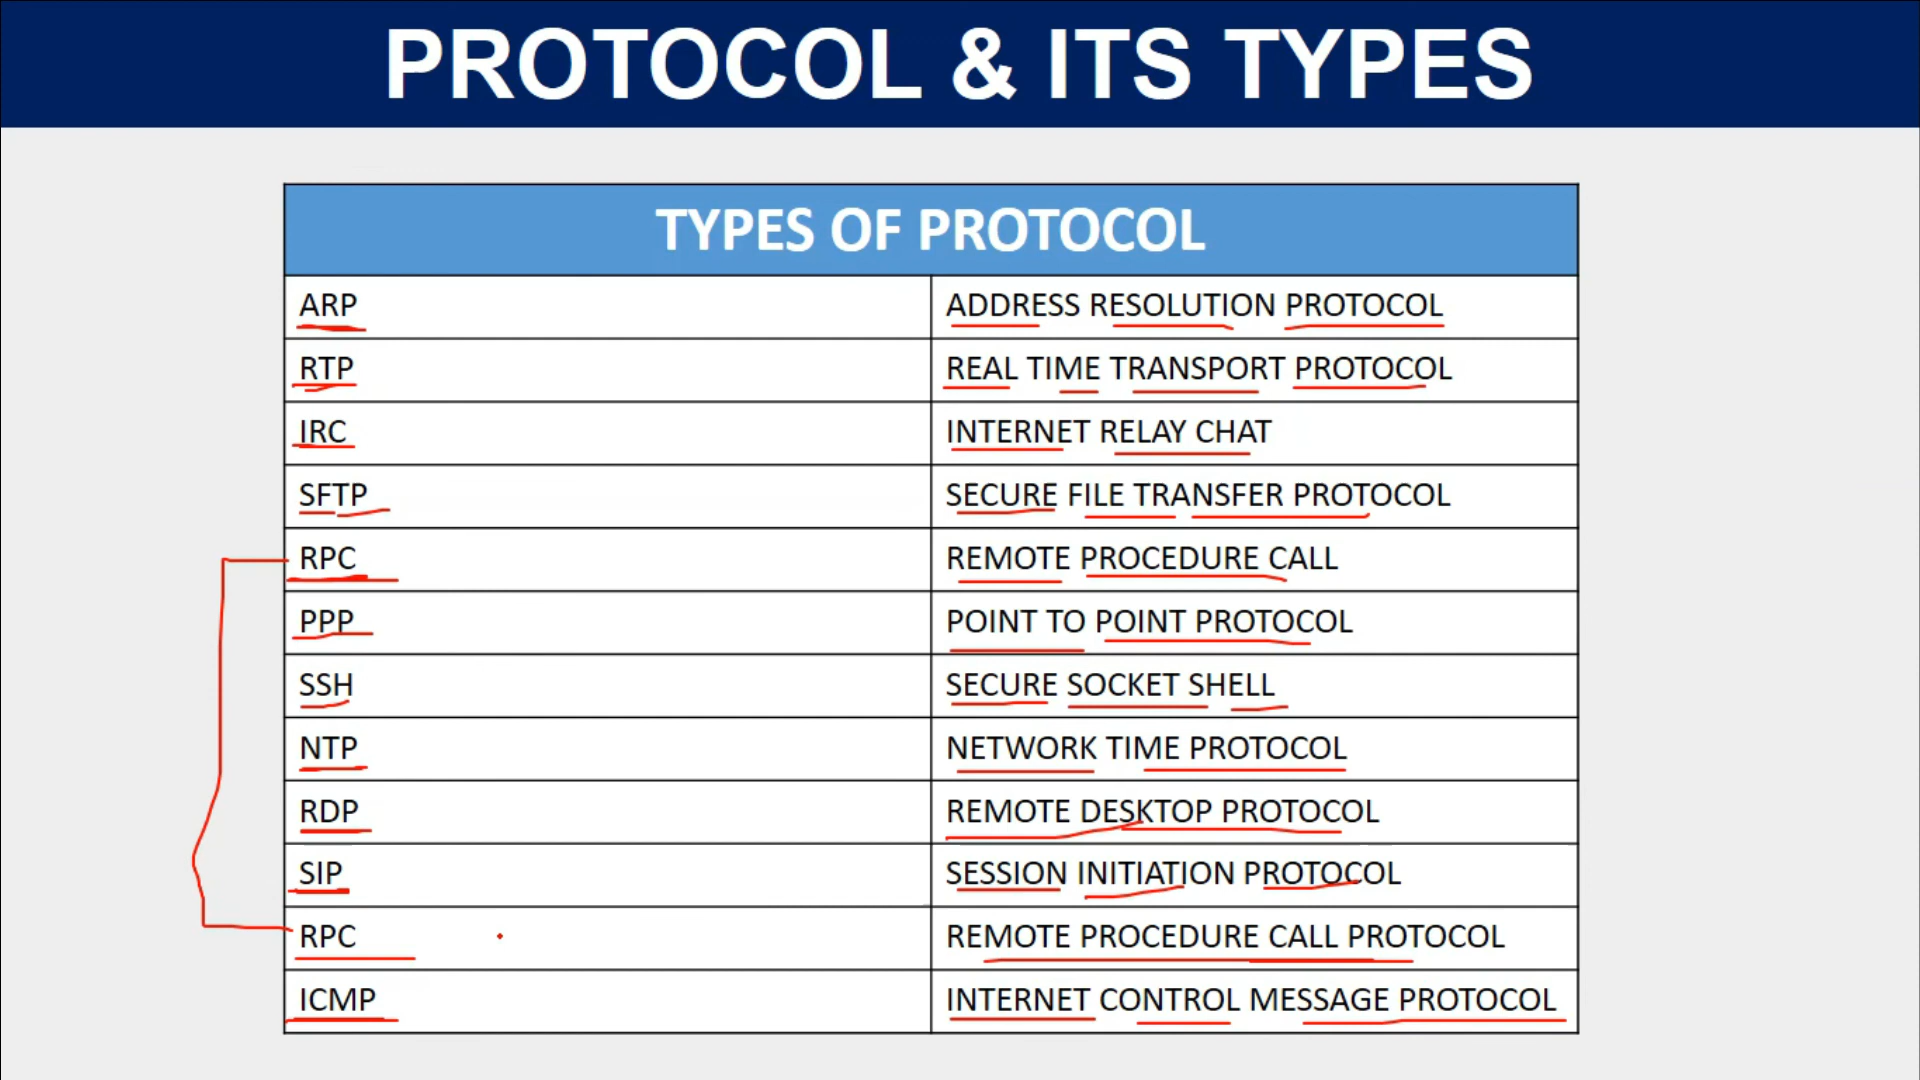 PROTOCOL & ITS TYPES
TYPES OF PROTOCOL
ARP ADDRESS RESOLUTION PROTOCOL
RTP REAL TIME TRANSPORT PROTOCOL
IRC INTERNET RELAY CHAT
SFTP SECURE FILE TRANSFER PROTOCOL
RPC REMOTE PROCEDURE CALL
PPP POINT TO POINT PROTOCOL
SSH SECURE SOCKET SHELL
NTP NETWORK TIME PROTOCOL
RDP REMOTE DESKTOP PROTOCOL
SIP SESSION INITIATION PROTOCOL
RPC REMOTE PROCEDURE CALL PROTOCOL
ICMP INTERNET CONTROL MESSAGE PROTOCOL